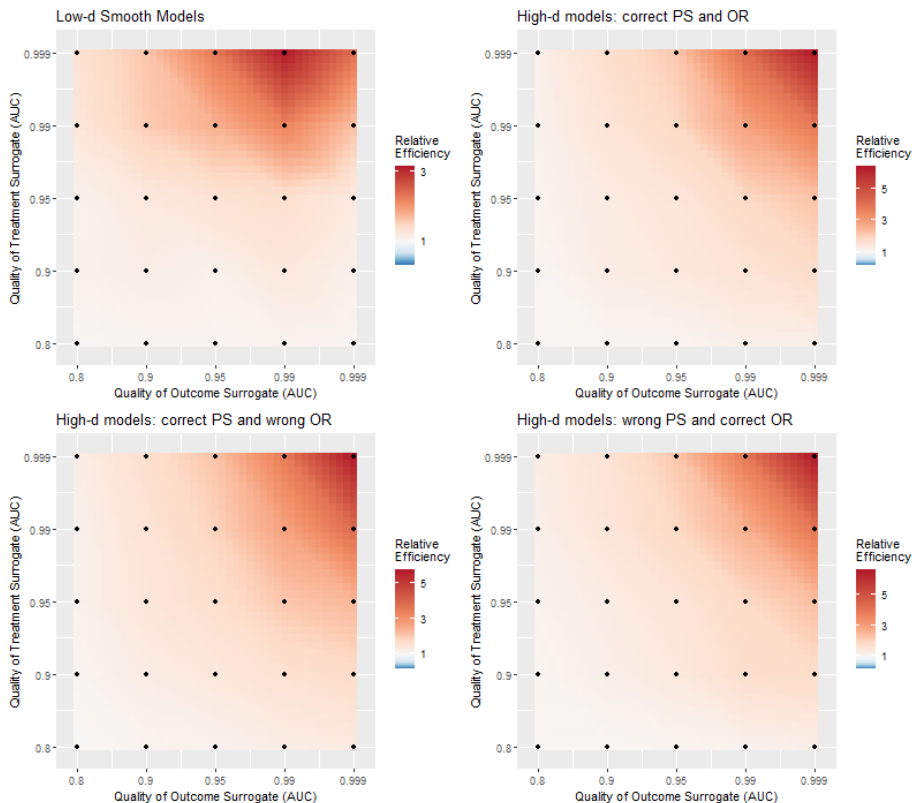 Low-d Smooth Models
Quality of Treatment Surrogate (AUC)
0.999
0.99
0.95
0.9
0.8
0.8 0.9 0.95 0.99 0.999
Quality of Outcome Surrogate (AUC)
Relative
Efficiency
3
1
High-d models: correct PS and OR
Quality of Treatment Surrogate (AUC)
0.999
0.99
0.95
0.9
0.8
0.8 0.9 0.95 0.99 0.999
Quality of Outcome Surrogate (AUC)
Relative
Efficiency
5
3
1
High-d models: correct PS and wrong OR
Quality of Treatment Surrogate (AUC)
0.999
0.99
0.95
0.9
0.8
0.8 0.9 0.95 0.99 0.999
Quality of Outcome Surrogate (AUC)
Relative
Efficiency
5
3
1
High-d models: wrong PS and correct OR
Quality of Treatment Surrogate (AUC)
0.999
0.99
0.95
0.9
0.8
0.8 0.9 0.95 0.99 0.999
Quality of Outcome Surrogate (AUC)
Relative
Efficiency
5
3
1